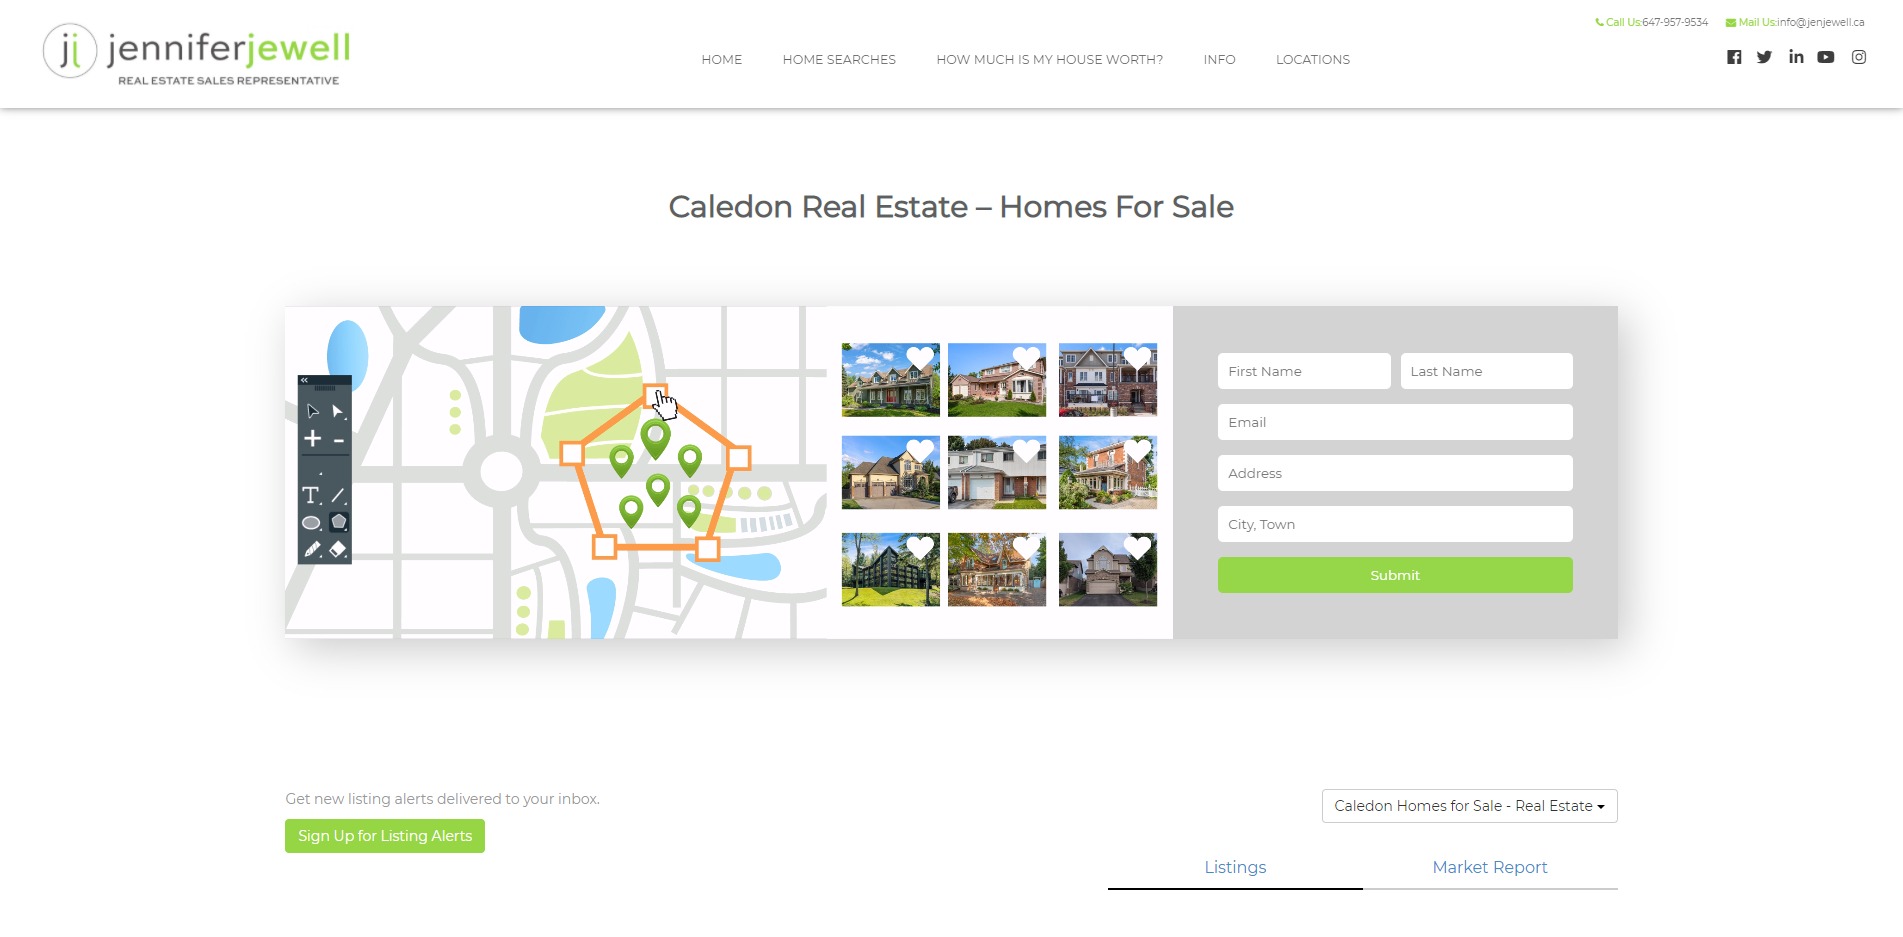 jj jenniferjewell
REAL ESTATE SALES REPRESENTATIVE
HOME HOME SEARCHES HOW MUCH IS MY HOUSE WORTH? INFO LOCATIONS
Call Us:647-957-9534 Mail Us:info@jenjewell.ca
Caledon Real Estate – Homes For Sale
T
First Name Last Name
Email
Address
City, Town
Submit
Get new listing alerts delivered to your inbox.
Sign Up for Listing Alerts
Caledon Homes for Sale - Real Estate
Listings Market Report